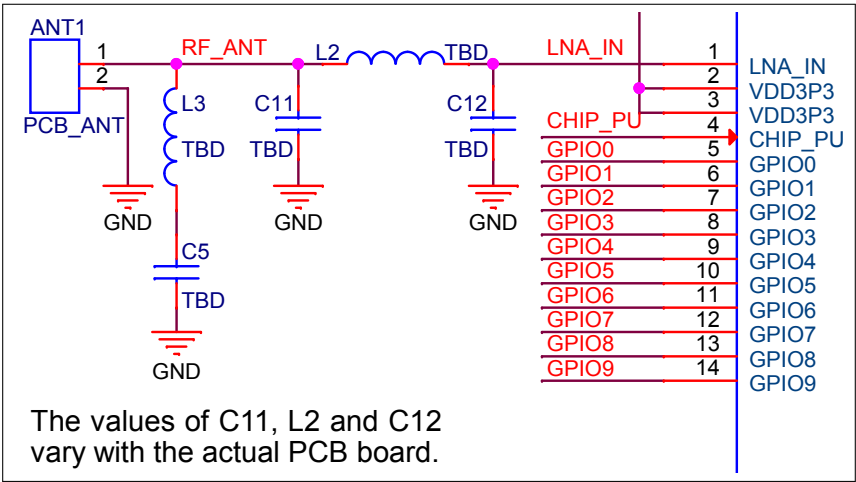 ANT1
1
RF_ANT
L2
TBD
LNA_IN
1
LNA_IN
2
2
VDD3P3
L3
C11
C12
3
VDD3P3
PCB_ANT
CHIP_PU
4
CHIP_PU
TBD
TBD
TBD
GPIO0
5
GPIO0
GPIO1
6
GPIO1
GPIO2
7
GPIO2
GND
GND
GND
GPIO3
8
GPIO3
GPIO4
9
GPIO4
C5
GPIO5
10
GPIO5
TBD
GPIO6
11
GPIO6
GPIO7
12
GPIO7
GPIO8
13
GPIO8
GND
GPIO9
14
GPIO9
The values of C11, L2 and C12
vary with the actual PCB board.